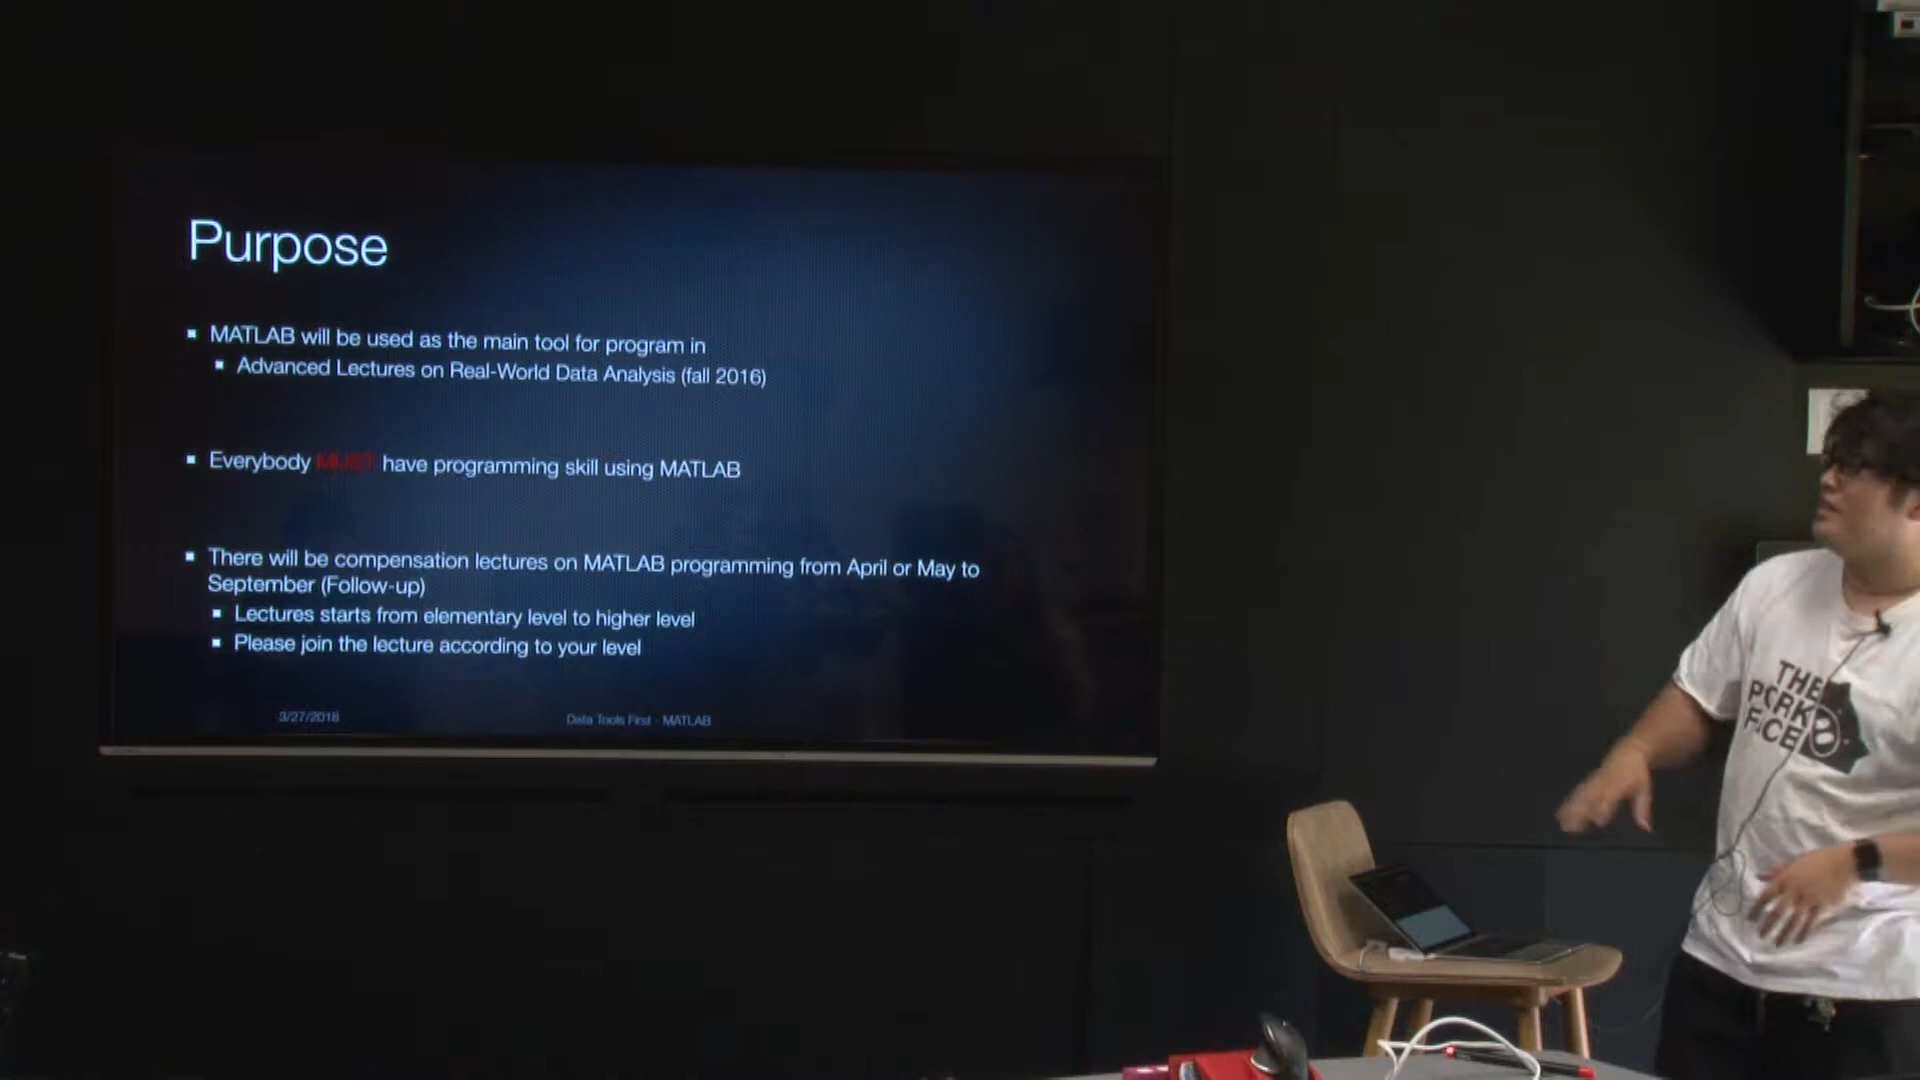 Purpose
MATLAB will be used as the main tool for program in
Advanced Lectures on Real-World Data Analysis (fall 2016)
Everybody MUST have programming skill using MATLAB
There will be compensation lectures on MATLAB programming from April or May to
September (Follow-up)
Lectures starts from elementary level to higher level
Please join the lecture according to your level
3/27/2018
Data Tools First - MATLAB
THE
PORK
FACE